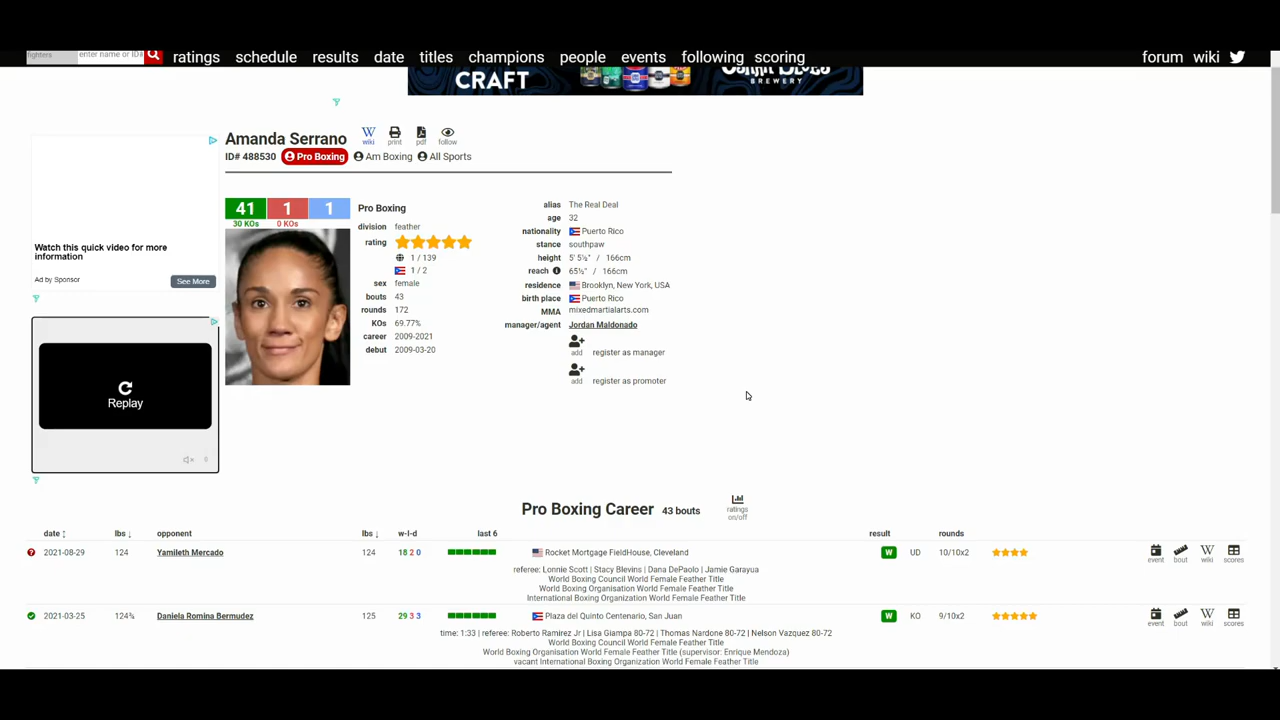 fighters enter name or ID#
ratings schedule results date titles champions people events following scoring forum wiki
CRAFT
BREWERY
Amanda Serrano
wiki print pdf follow
ID# 488530 Pro Boxing Am Boxing All Sports
41 1 1
30 KOs 0 KOs
Pro Boxing
division feather
rating
1 / 139
1 / 2
sex female
bouts 43
rounds 172
KOs 69.77%
career 2009-2021
debut 2009-03-20
alias The Real Deal
age 32
nationality Puerto Rico
stance southpaw
height 5' 5½" / 166cm
reach 65½" / 166cm
residence Brooklyn, New York, USA
birth place Puerto Rico
MMA mixedmartialarts.com
manager/agent Jordan Maldonado
add register as manager
add register as promoter
Watch this quick video for more
information
Ad by Sponsor See More
Replay
Pro Boxing Career 43 bouts
ratings
on/off
date lbs opponent lbs w-l-d last 6 result rounds
2021-08-29 124 Yamileth Mercado 124 18 2 0 Rocket Mortgage FieldHouse, Cleveland W UD 10/10x2
event bout wiki scores
referee: Lonnie Scott | Stacy Blevins | Dana DePaolo | Jamie Garayua
World Boxing Council World Female Feather Title
World Boxing Organisation World Female Feather Title
International Boxing Organization World Female Feather Title
2021-03-25 124¾ Daniela Romina Bermudez 125 29 3 3 Plaza del Quinto Centenario, San Juan W KO 9/10x2
event bout wiki scores
time: 1:33 | referee: Roberto Ramirez Jr | Lisa Giampa 80-72 | Thomas Nardone 80-72 | Nelson Vazquez 80-72
World Boxing Council World Female Feather Title
World Boxing Organisation World Female Feather Title (supervisor: Enrique Mendoza)
vacant International Boxing Organization World Female Feather Title